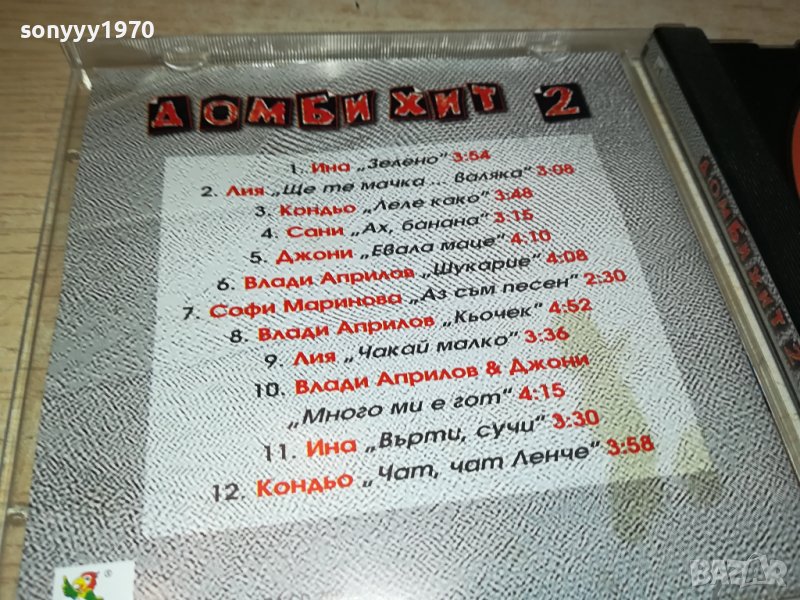 sonyyy1970
ДОМБИ ХИТ 2
1. Ина „Зелено“ 3:54
2. Лия „Ще те мачка ... валяка“ 3:08
3. Кондьо „Леле како“ 3:48
4. Сани „Ах, банана“ 3:15
5. Джони „Евала маце“ 4:10
6. Влади Априлов „Шукарие“ 4:08
7. Софи Маринова „Аз съм песен“ 2:30
8. Влади Априлов „Кьочек“ 4:52
9. Лия „Чакай малко“ 3:36
10. Влади Априлов & Джони
„Много ми е гот“ 4:15
11. Ина „Върти, сучи“ 3:30
12. Кондьо „Чат, чат Ленче“ 3:58
ДОМБИ ХИТ 2
®
BAZAR